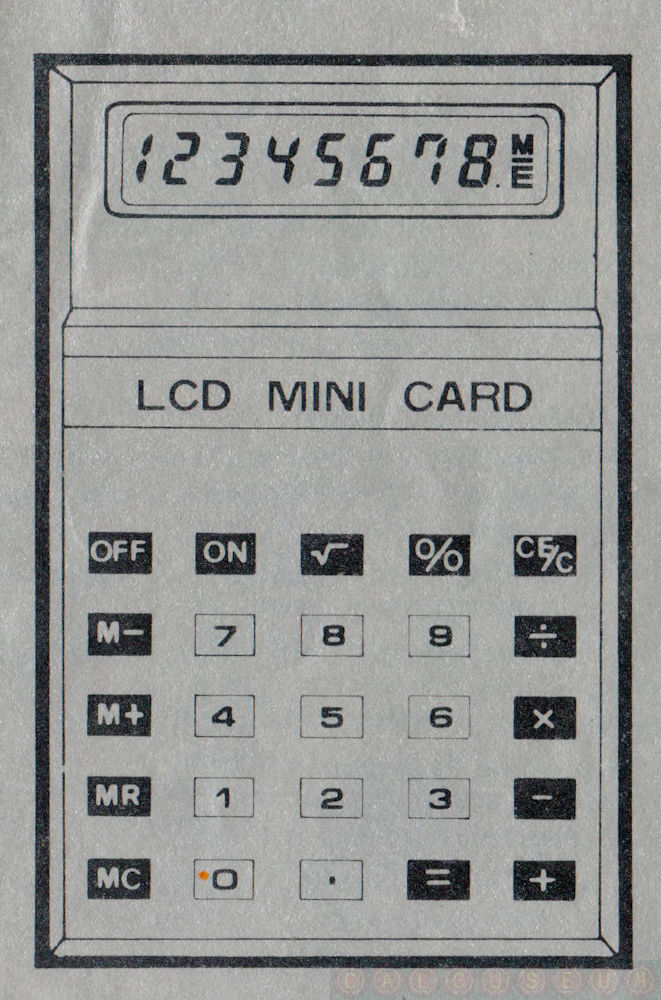 12345678. M
- E
LCD MINI CARD
OFF ON √ % CE/C
M− 7 8 9 ÷
M+ 4 5 6 ×
MR 1 2 3 −
MC 0 . = +
CALCUSEUM